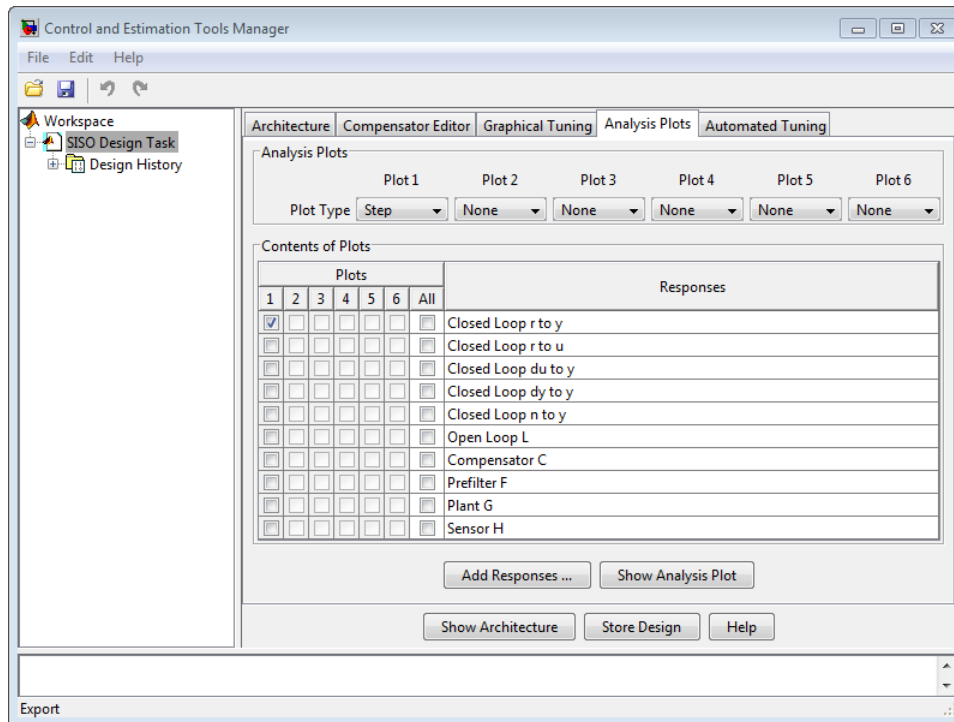 Control and Estimation Tools Manager
File Edit Help
Workspace
SISO Design Task
Design History
Architecture Compensator Editor Graphical Tuning Analysis Plots Automated Tuning
Analysis Plots
Plot 1 Plot 2 Plot 3 Plot 4 Plot 5 Plot 6
Plot Type Step None None None None None
Contents of Plots
Plots
Responses
1 2 3 4 5 6 All
Closed Loop r to y
Closed Loop r to u
Closed Loop du to y
Closed Loop dy to y
Closed Loop n to y
Open Loop L
Compensator C
Prefilter F
Plant G
Sensor H
Add Responses ... Show Analysis Plot
Show Architecture Store Design Help
Export